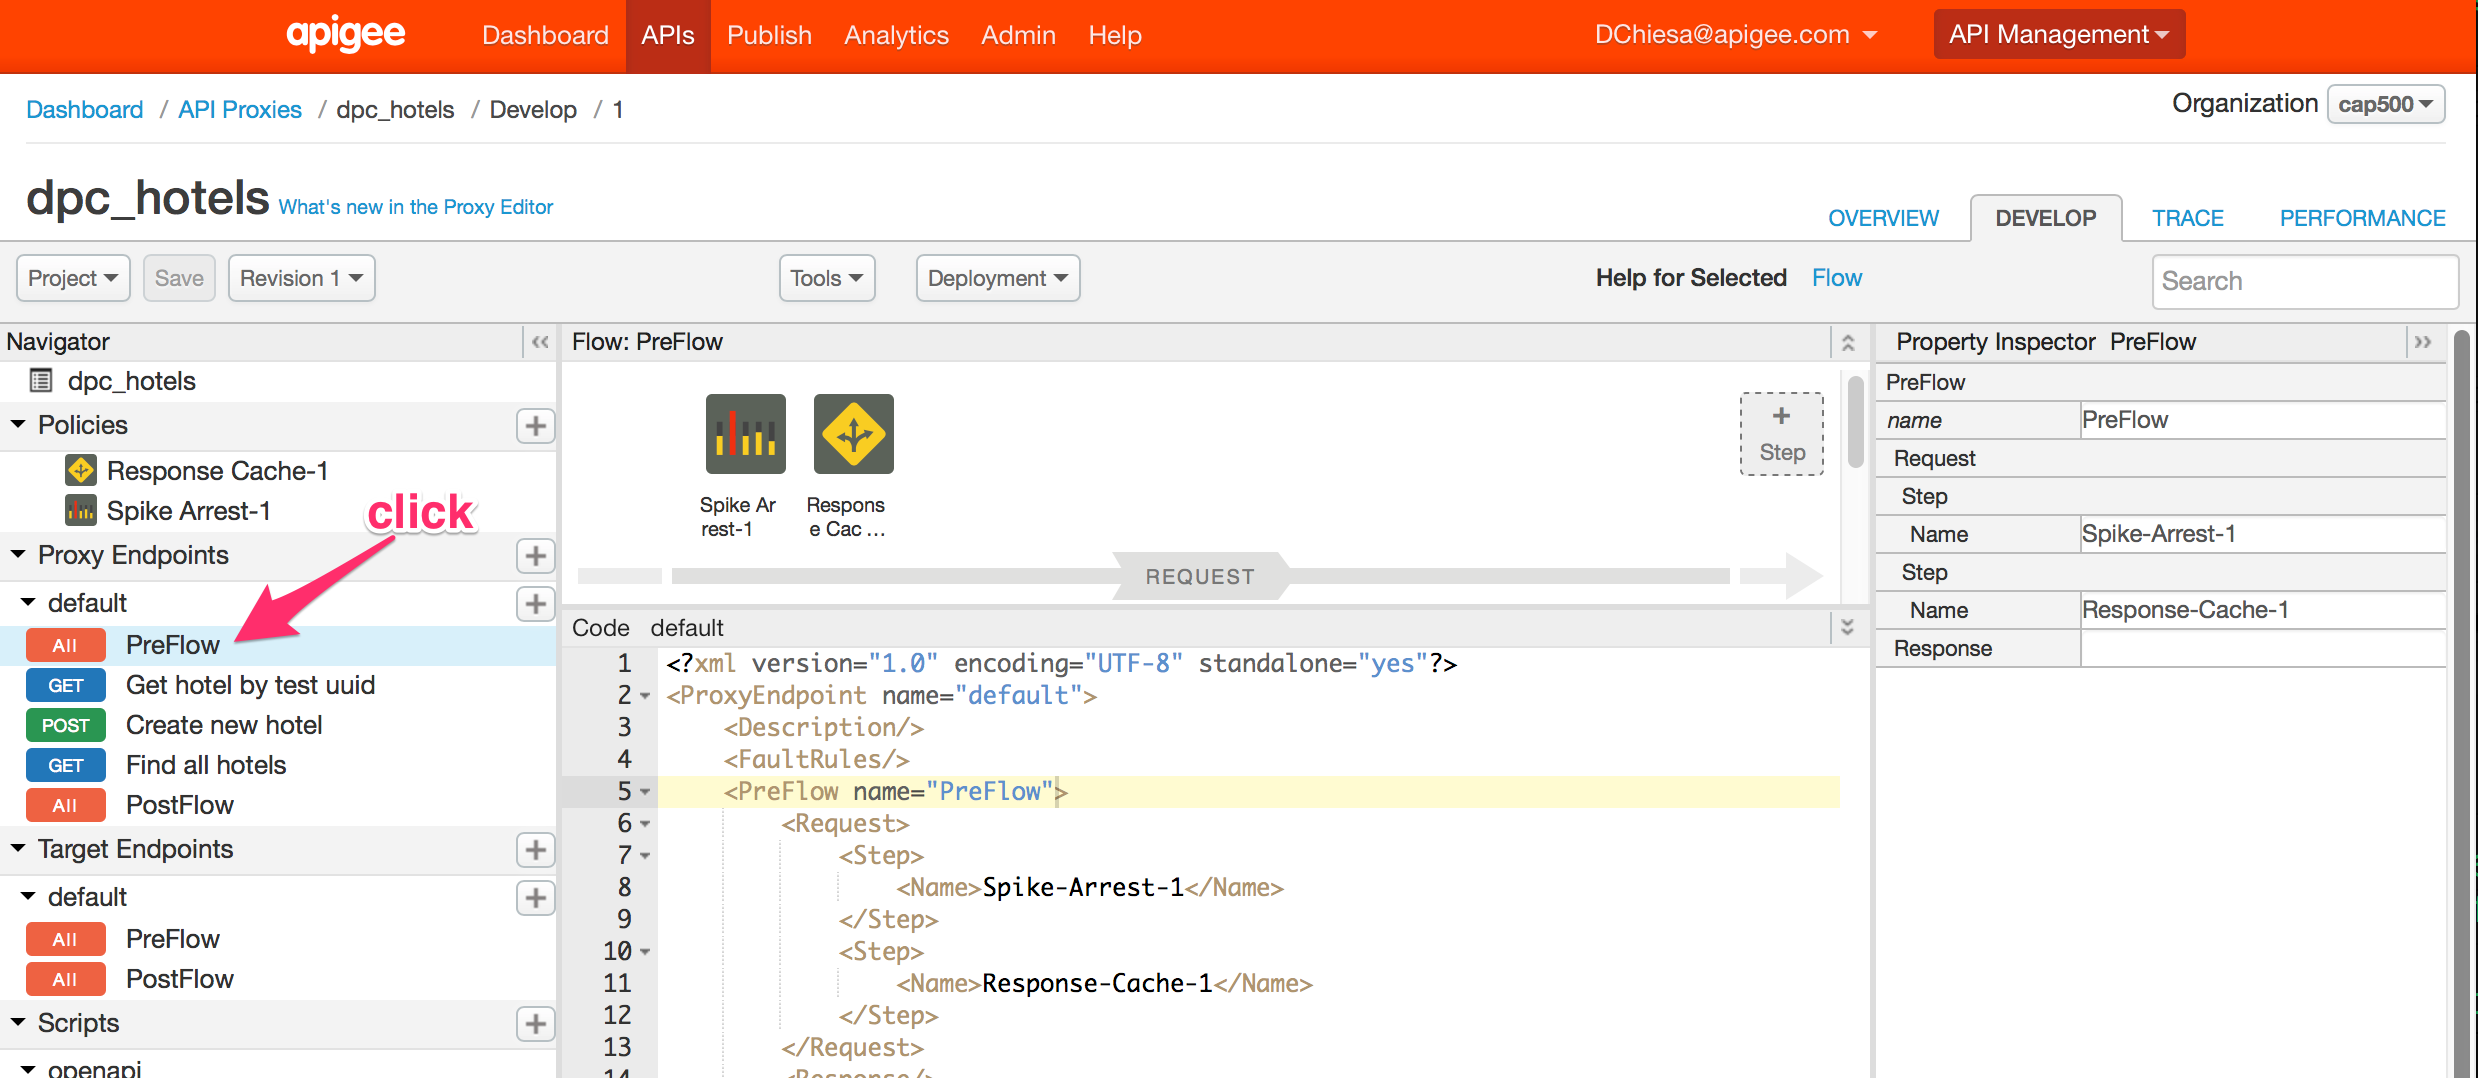 apigee Dashboard APIs Publish Analytics Admin Help DChiesa@apigee.com API Management
Dashboard / API Proxies / dpc_hotels / Develop / 1 Organization cap500
dpc_hotels What's new in the Proxy Editor OVERVIEW DEVELOP TRACE PERFORMANCE
Project Save Revision 1 Tools Deployment Help for Selected Flow Search
Navigator
dpc_hotels
Policies
Response Cache-1
Spike Arrest-1
click
Proxy Endpoints
default
All PreFlow
GET Get hotel by test uuid
POST Create new hotel
GET Find all hotels
All PostFlow
Target Endpoints
default
All PreFlow
All PostFlow
Scripts
openapi
Flow: PreFlow
Spike Ar
rest-1
Respons
e Cac ...
+
Step
REQUEST
Code default
1 <?xml version="1.0" encoding="UTF-8" standalone="yes"?>
2 <ProxyEndpoint name="default">
3 <Description/>
4 <FaultRules/>
5 <PreFlow name="PreFlow">
6 <Request>
7 <Step>
8 <Name>Spike-Arrest-1</Name>
9 </Step>
10 <Step>
11 <Name>Response-Cache-1</Name>
12 </Step>
13 </Request>
14 <Response/>
Property Inspector PreFlow
PreFlow
name PreFlow
Request
Step
Name Spike-Arrest-1
Step
Name Response-Cache-1
Response